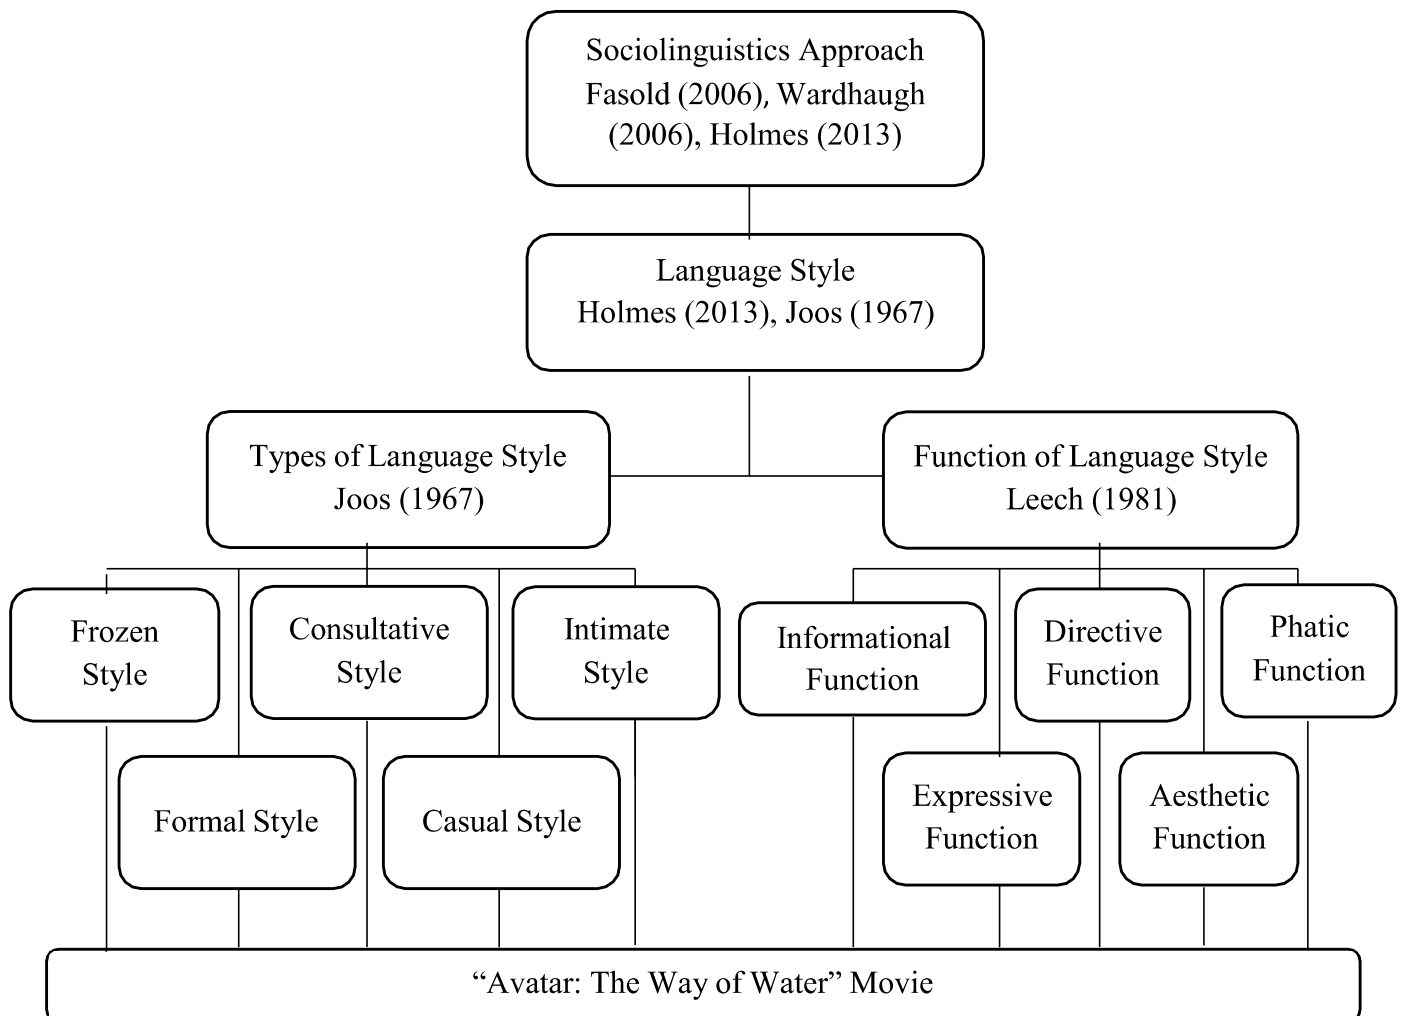 Sociolinguistics Approach
Fasold (2006), Wardhaugh
(2006), Holmes (2013)
Language Style
Holmes (2013), Joos (1967)
Types of Language Style
Joos (1967)
Function of Language Style
Leech (1981)
Frozen
Style
Consultative
Style
Intimate
Style
Informational
Function
Directive
Function
Phatic
Function
Formal Style
Casual Style
Expressive
Function
Aesthetic
Function
“Avatar: The Way of Water” Movie